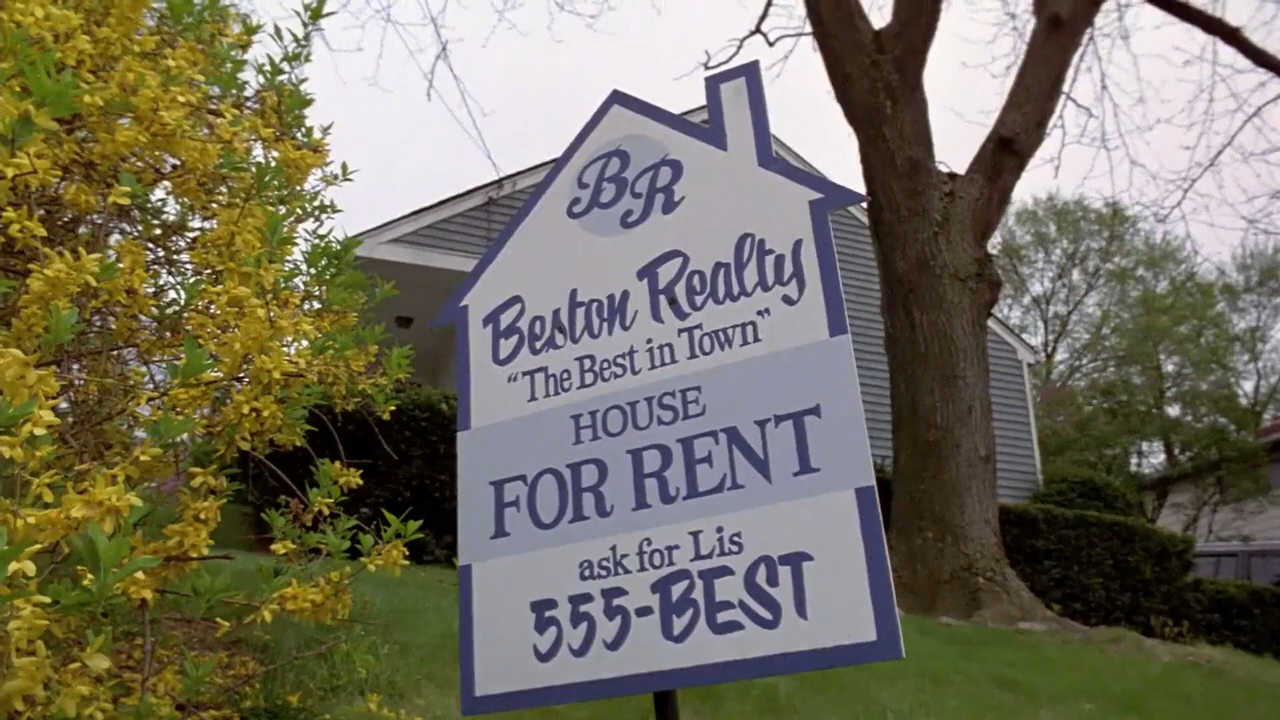 BR
Beston Realty
“The Best in Town”
HOUSE
FOR RENT
ask for Lis
555-BEST